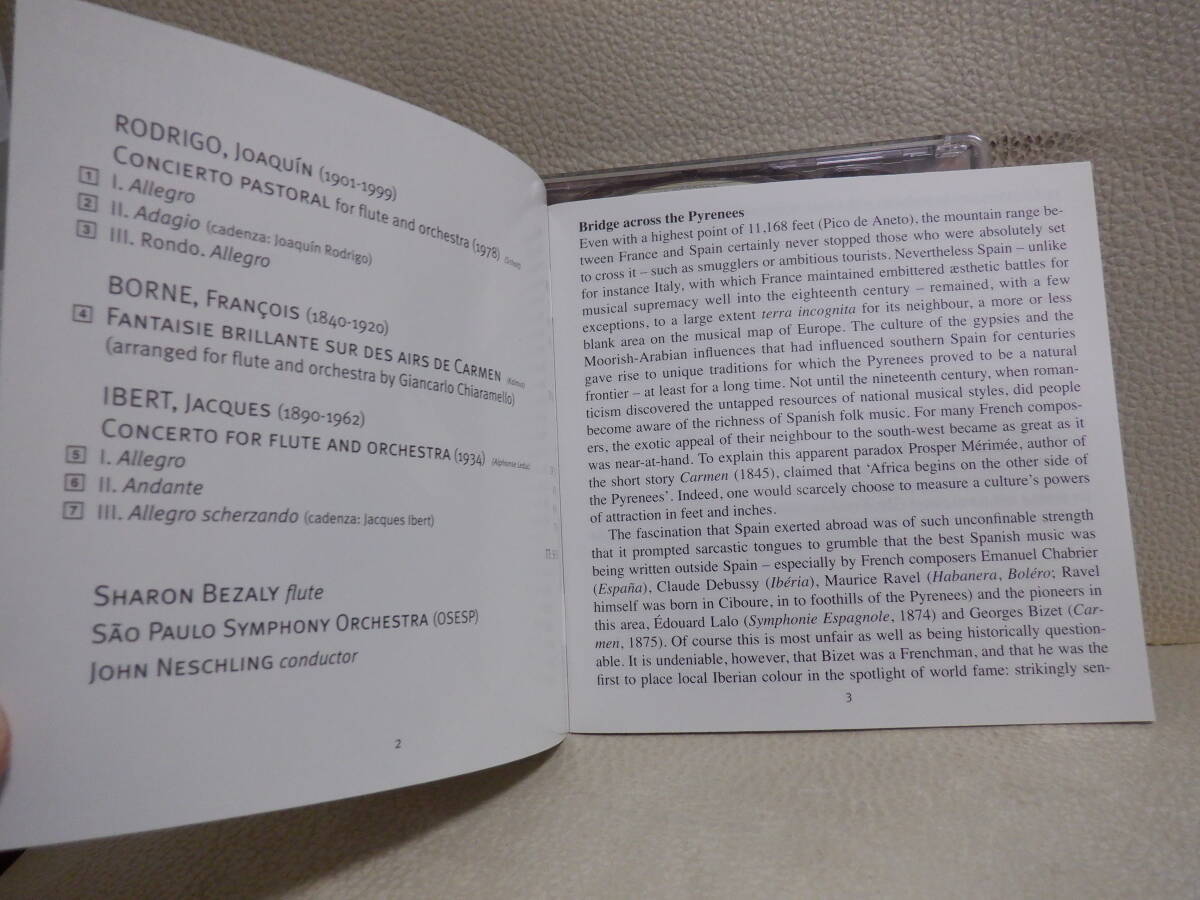 RODRIGO, JOAQUÍN (1901-1999)
CONCIERTO PASTORAL for flute and orchestra (1978) (Schott)
1 I. Allegro
2 II. Adagio (cadenza: Joaquín Rodrigo)
3 III. Rondo. Allegro
BORNE, FRANÇOIS (1840-1920)
4 FANTAISIE BRILLANTE SUR DES AIRS DE CARMEN (Kalmus)
(arranged for flute and orchestra by Giancarlo Chiaramello)
IBERT, JACQUES (1890-1962)
CONCERTO FOR FLUTE AND ORCHESTRA (1934) (Alphonse Leduc)
5 I. Allegro
6 II. Andante
7 III. Allegro scherzando (cadenza: Jacques Ibert)
SHARON BEZALY flute
SÃO PAULO SYMPHONY ORCHESTRA (OSESP)
JOHN NESCHLING conductor
2
Bridge across the Pyrenees
Even with a highest point of 11,168 feet (Pico de Aneto), the mountain range be-
tween France and Spain certainly never stopped those who were absolutely set
to cross it – such as smugglers or ambitious tourists. Nevertheless Spain – unlike
for instance Italy, with which France maintained embittered æsthetic battles for
musical supremacy well into the eighteenth century – remained, with a few
exceptions, to a large extent terra incognita for its neighbour, a more or less
blank area on the musical map of Europe. The culture of the gypsies and the
Moorish-Arabian influences that had influenced southern Spain for centuries
gave rise to unique traditions for which the Pyrenees proved to be a natural
frontier – at least for a long time. Not until the nineteenth century, when roman-
ticism discovered the untapped resources of national musical styles, did people
become aware of the richness of Spanish folk music. For many French compos-
ers, the exotic appeal of their neighbour to the south-west became as great as it
was near-at-hand. To explain this apparent paradox Prosper Mérimée, author of
the short story Carmen (1845), claimed that ‘Africa begins on the other side of
the Pyrenees’. Indeed, one would scarcely choose to measure a culture’s powers
of attraction in feet and inches.
The fascination that Spain exerted abroad was of such unconfinable strength
that it prompted sarcastic tongues to grumble that the best Spanish music was
being written outside Spain – especially by French composers Emanuel Chabrier
(España), Claude Debussy (Ibéria), Maurice Ravel (Habanera, Boléro; Ravel
himself was born in Ciboure, in to foothills of the Pyrenees) and the pioneers in
this area, Édouard Lalo (Symphonie Espagnole, 1874) and Georges Bizet (Car-
men, 1875). Of course this is most unfair as well as being historically question-
able. It is undeniable, however, that Bizet was a Frenchman, and that he was the
first to place local Iberian colour in the spotlight of world fame: strikingly sen-
3